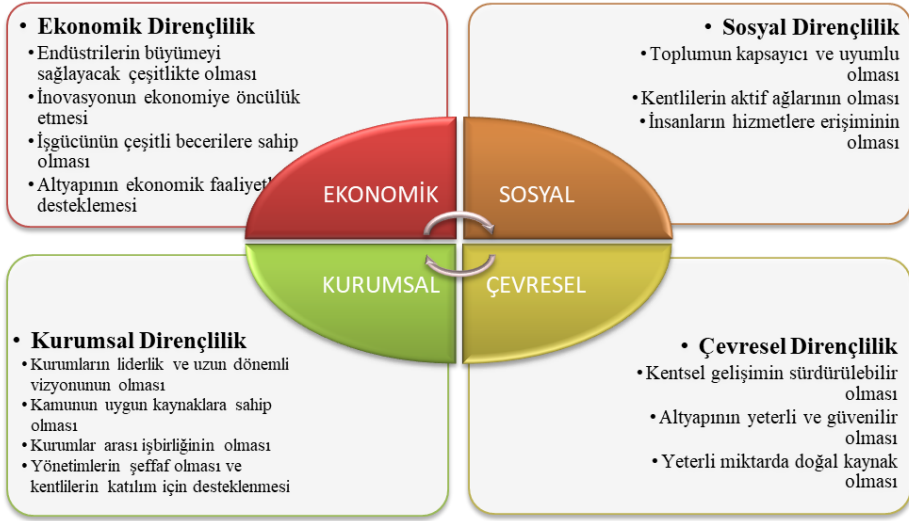 • Ekonomik Dirençlilik
•Endüstrilerin büyümeyi
sağlayacak çeşitlikte olması
•İnovasyonun ekonomiye öncülük
etmesi
•İşgücünün çeşitli becerilere sahip
olması
•Altyapının ekonomik
desteklemesi
• Sosyal Dirençlilik
•Toplumun kapsayıcı ve uyumlu
olması
•Kentlilerin aktif ağlarının olması
•İnsanların hizmetlere erişiminin
olması
EKONOMİK
SOSYAL
KURUMSAL
ÇEVRESEL
• Kurumsal Dirençlilik
•Kurumların liderlik ve uzun dönemli
vizyonunun olması
•Kamunun uygun kaynaklara sahip
olması
•Kurumlar arası işbirliğinin olması
•Yönetimlerin şeffaf olması ve
kentlilerin katılım için desteklenmesi
• Çevresel Dirençlilik
•Kentsel gelişimin sürdürülebilir
olması
•Altyapının yeterli ve güvenilir
olması
•Yeterli miktarda doğal kaynak
olması